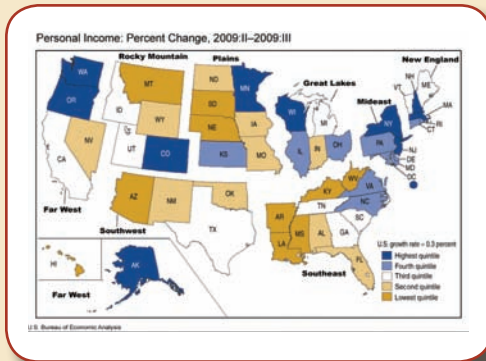 Personal Income: Percent Change, 2009:II–2009:III
Rocky Mountain
Plains
New England
Great Lakes
Mideast
WA
MT
ND
MN
VT
NH
ME
OR
ID
SD
WI
MI
NY
MA
RI
CT
WY
IA
PA
NJ
DE
MD
DC
NV
NE
IL
IN
OH
UT
CO
KS
MO
WV
VA
CA
KY
NC
TN
AZ
NM
OK
AR
SC
TX
LA
MS
AL
GA
FL
Far West
Southwest
Southeast
HI
AK
Far West
U.S. growth rate = 0.3 percent
Highest quintile
Fourth quintile
Third quintile
Second quintile
Lowest quintile
U.S. Bureau of Economic Analysis